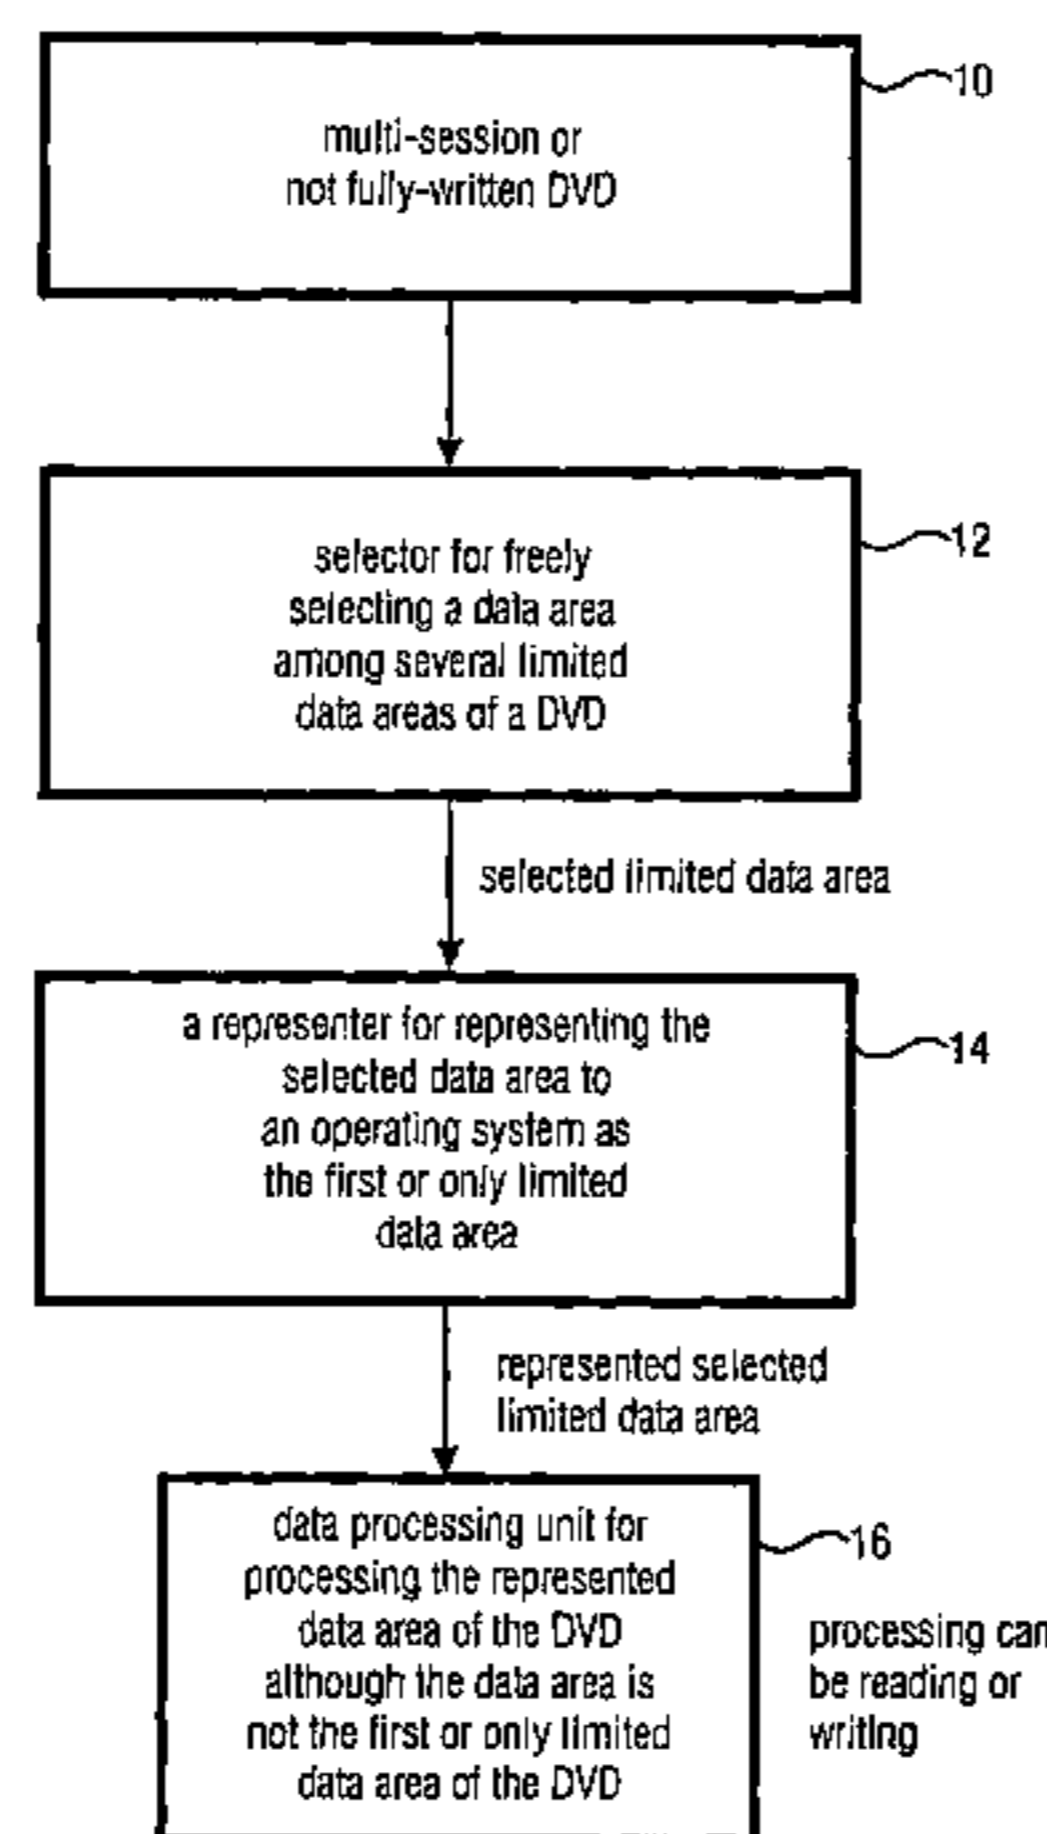 10
multi-session or
not fully-written DVD
12
selector for freely
selecting a data area
among several limited
data areas of a DVD
selected limited data area
a representer for representing the
selected data area to
an operating system as
the first or only limited
data area
14
represented selected
limited data area
data processing unit for
processing the represented
data area of the DVD
although the data area is
not the first or only limited
data area of the DVD
16
processing can
be reading or
writing